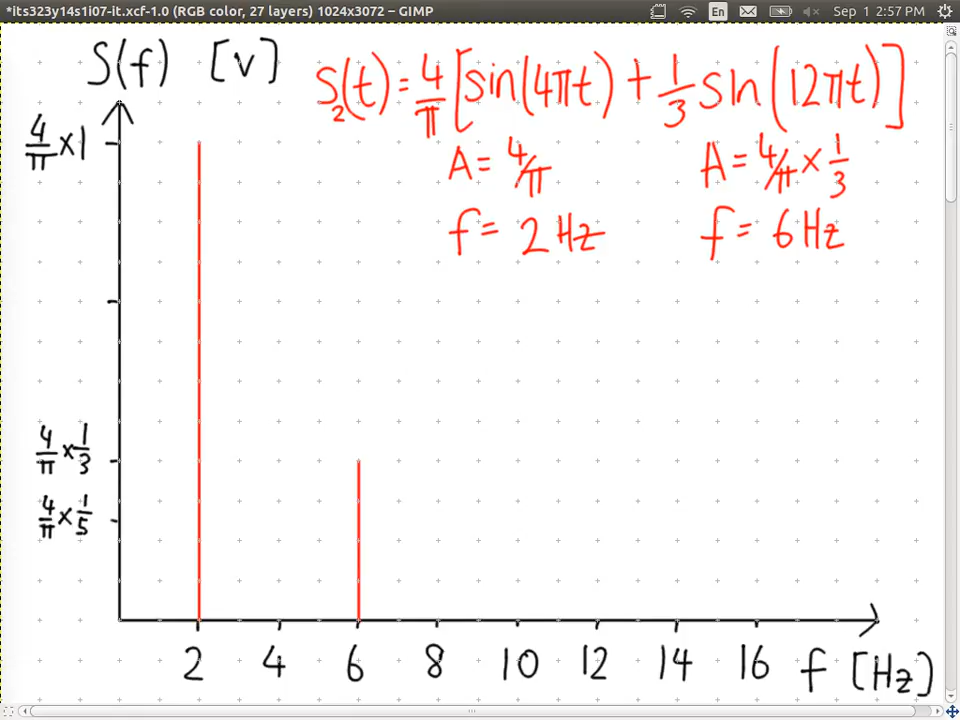 *its323y14s1i07-it.xcf-1.0 (RGB color, 27 layers) 1024x3072 – GIMP
En
Sep 1 2:57 PM
S(f) [v]
S₂(t) = 4/π [sin(4πt) + 1/3 sin(12πt)]
A = 4/π
A = 4/π × 1/3
f = 2 Hz
f = 6 Hz
4/π × 1
4/π × 1/3
4/π × 1/5
2 4 6 8 10 12 14 16 f [Hz]